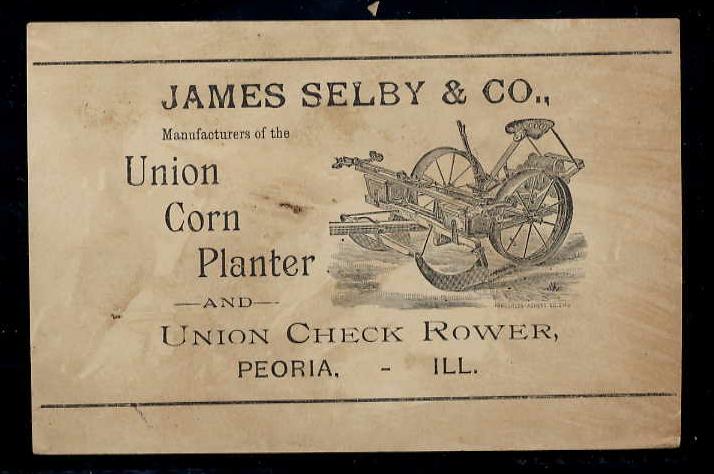 JAMES SELBY & CO.,
Manufacturers of the
Union
Corn
Planter
—AND—
UNION CHECK ROWER,
PEORIA, - ILL.